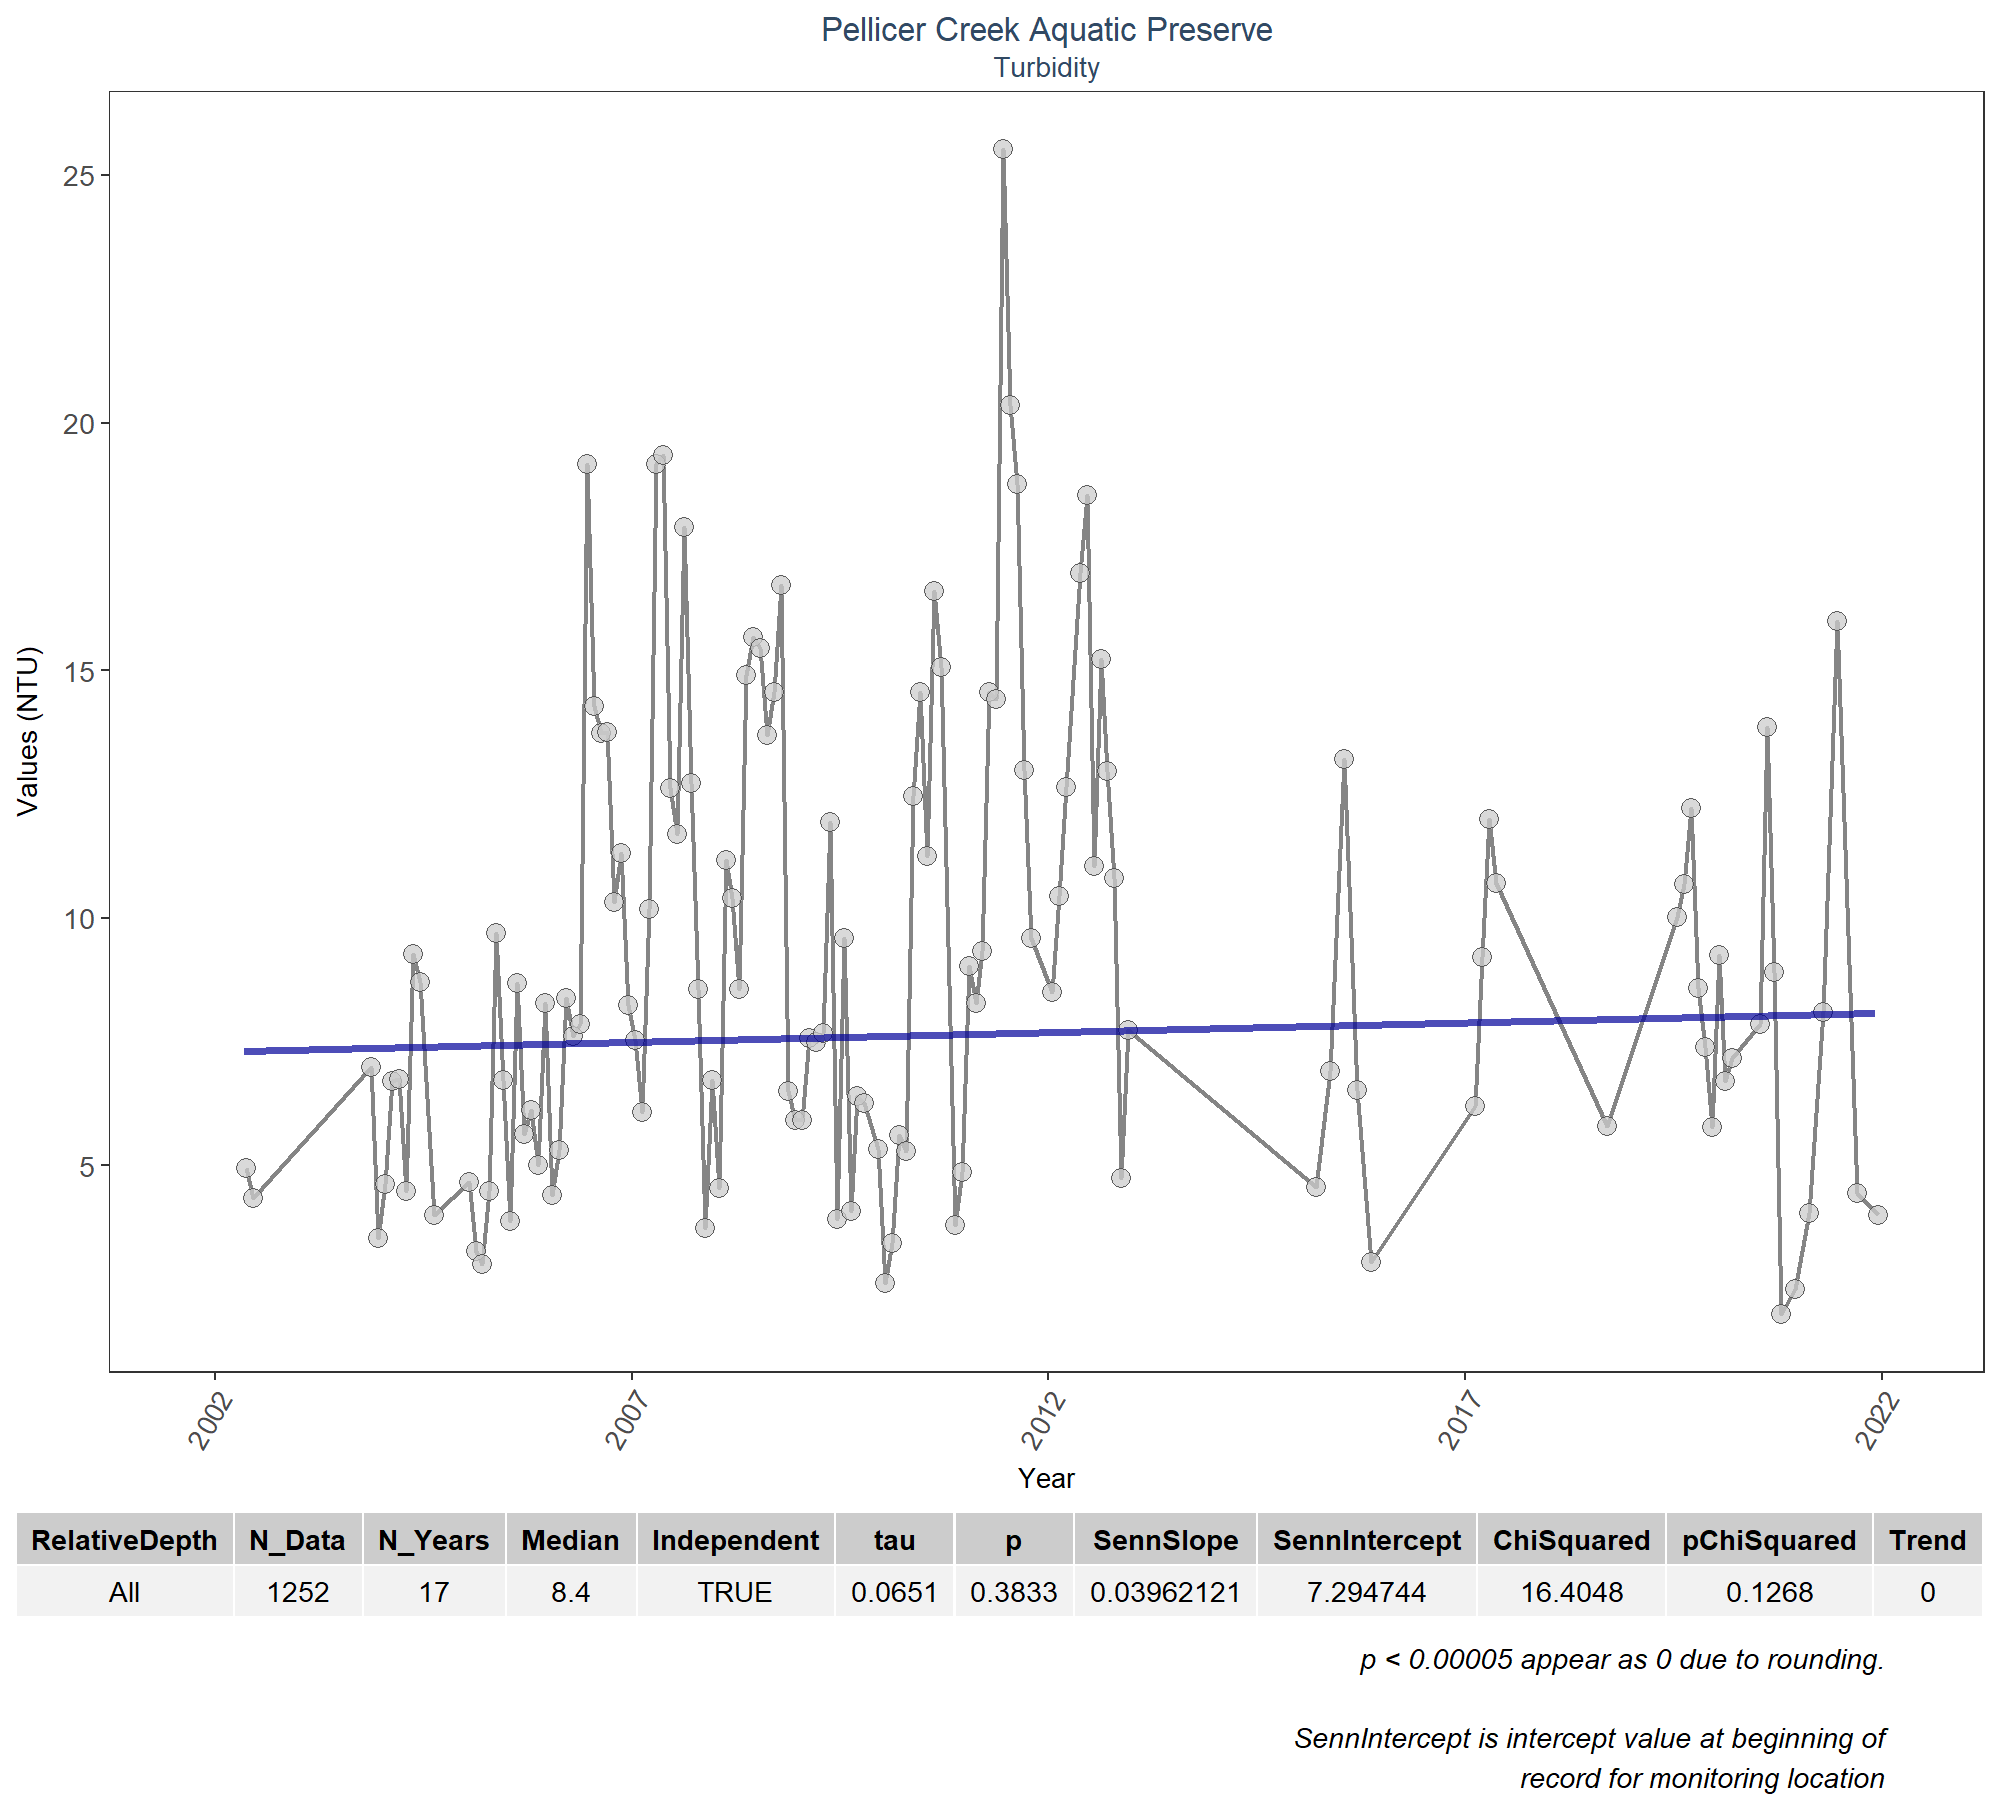 Pellicer Creek Aquatic Preserve
Turbidity
Values (NTU)
25
20
15
10
5
2002
2007
2012
2017
2022
Year
RelativeDepth N_Data N_Years Median Independent tau p SennSlope SennIntercept ChiSquared pChiSquared Trend
All 1252 17 8.4 TRUE 0.0651 0.3833 0.03962121 7.294744 16.4048 0.1268 0
p < 0.00005 appear as 0 due to rounding.
SennIntercept is intercept value at beginning of
record for monitoring location